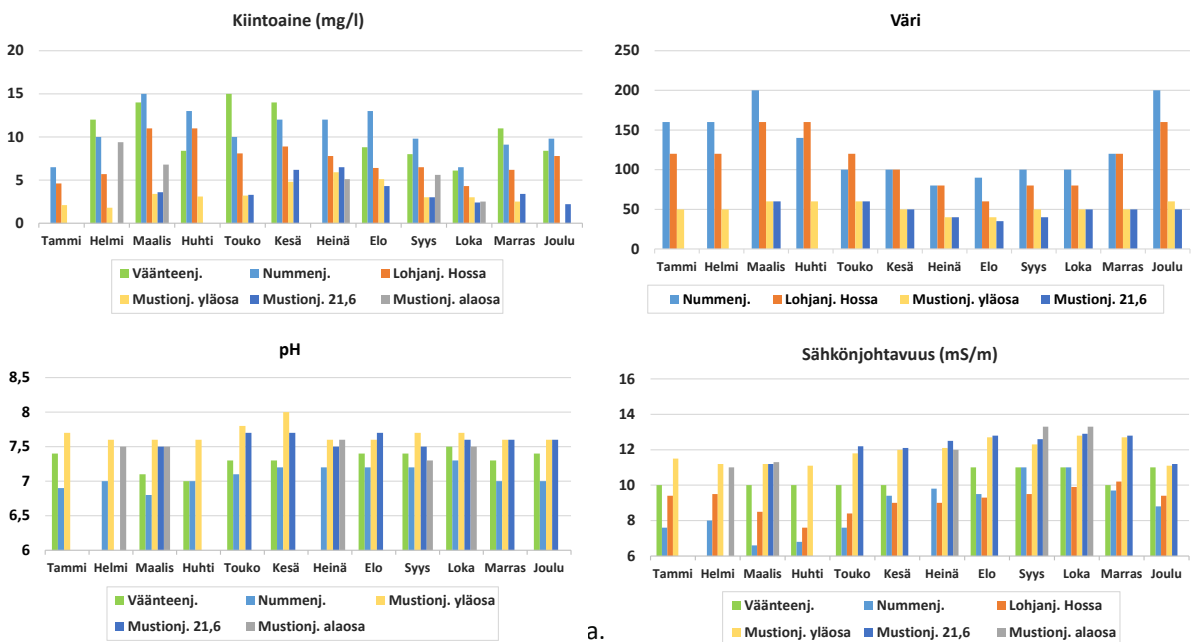 Kiintoaine (mg/l)
20
15
10
5
0
Tammi Helmi Maalis Huhti Touko Kesä Heinä Elo Syys Loka Marras Joulu
Väänteenj. Nummenj. Lohjanj. Hossa
Mustionj. yläosa Mustionj. 21,6 Mustionj. alaosa
Väri
250
200
150
100
50
0
Tammi Helmi Maalis Huhti Touko Kesä Heinä Elo Syys Loka Marras Joulu
Nummenj. Lohjanj. Hossa Mustionj. yläosa Mustionj. 21,6
pH
8,5
8
7,5
7
6,5
6
Tammi Helmi Maalis Huhti Touko Kesä Heinä Elo Syys Loka Marras Joulu
Väänteenj. Nummenj. Mustionj. yläosa
Mustionj. 21,6 Mustionj. alaosa
a.
Sähkönjohtavuus (mS/m)
16
14
12
10
8
6
Tammi Helmi Maalis Huhti Touko Kesä Heinä Elo Syys Loka Marras Joulu
Väänteenj. Nummenj. Lohjanj. Hossa
Mustionj. yläosa Mustionj. 21,6 Mustionj. alaosa